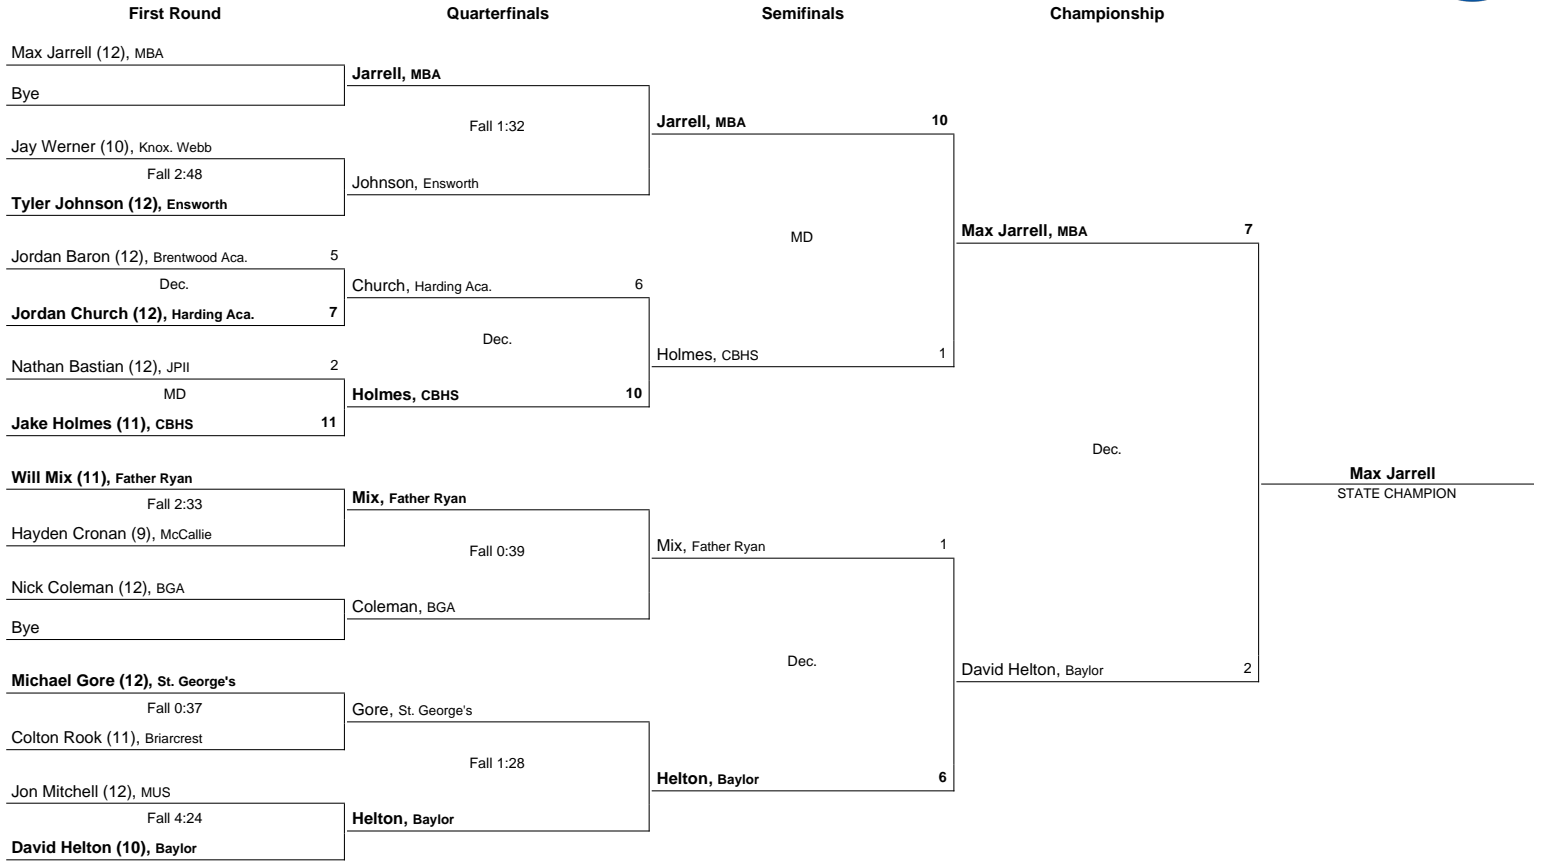 First Round Quarterfinals Semifinals Championship
Max Jarrell (12), MBA
Bye
Jay Werner (10), Knox. Webb
Fall 2:48
Tyler Johnson (12), Ensworth
Jordan Baron (12), Brentwood Aca. 5
Dec.
Jordan Church (12), Harding Aca. 7
Nathan Bastian (12), JPII 2
MD
Jake Holmes (11), CBHS 11
Will Mix (11), Father Ryan
Fall 2:33
Hayden Cronan (9), McCallie
Nick Coleman (12), BGA
Bye
Michael Gore (12), St. George's
Fall 0:37
Colton Rook (11), Briarcrest
Jon Mitchell (12), MUS
Fall 4:24
David Helton (10), Baylor
Jarrell, MBA
Fall 1:32
Johnson, Ensworth
Church, Harding Aca. 6
Dec.
Holmes, CBHS 10
Mix, Father Ryan
Fall 0:39
Coleman, BGA
Gore, St. George's
Fall 1:28
Helton, Baylor
Jarrell, MBA 10
MD
Holmes, CBHS 1
Mix, Father Ryan 1
Dec.
Helton, Baylor 6
Max Jarrell, MBA 7
Dec.
David Helton, Baylor 2
Max Jarrell
STATE CHAMPION